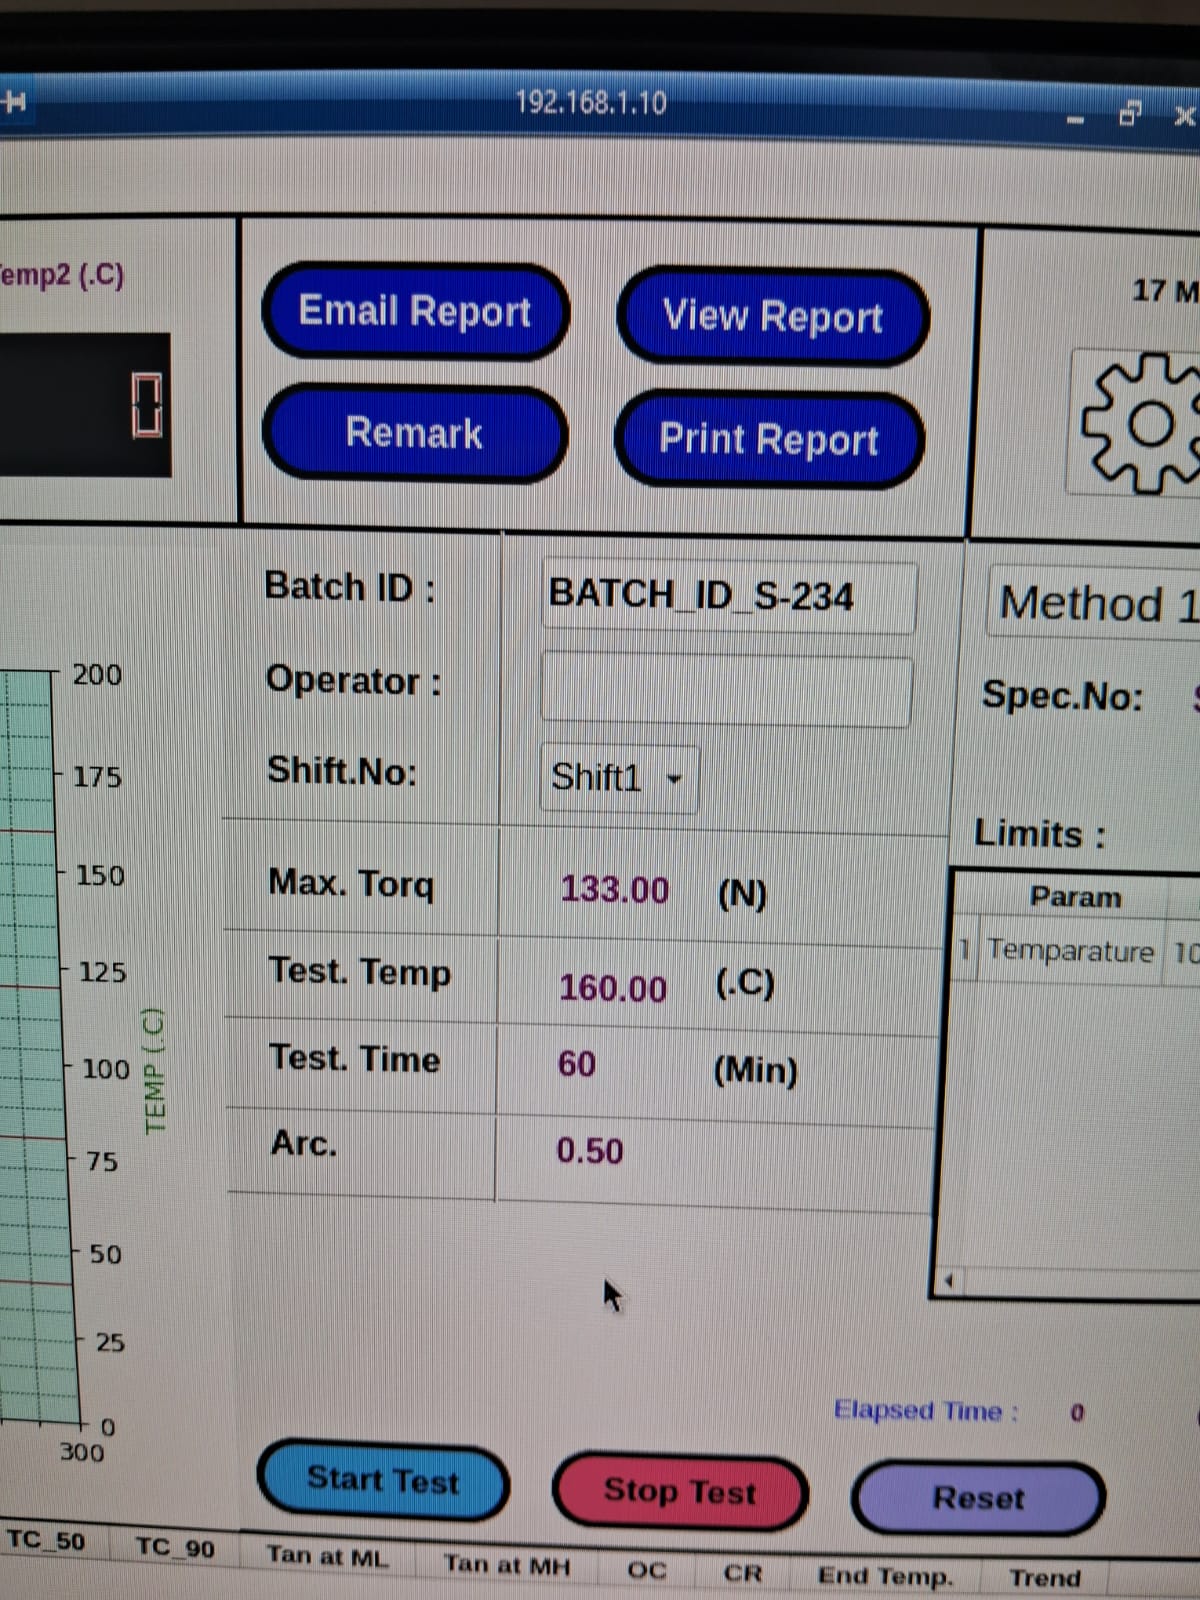 192.168.1.10
emp2 (.C)
0
Email Report
View Report
Remark
Print Report
17 M
Batch ID :
BATCH_ID_S-234
Method 1
Operator :
Spec.No:
Shift.No:
Shift1
Limits :
Max. Torq
133.00
(N)
Param
1
Temparature
10
Test. Temp
160.00
(.C)
Test. Time
60
(Min)
Arc.
0.50
200
175
150
125
100
75
50
25
0
300
TEMP (.C)
Elapsed Time :
0
Start Test
Stop Test
Reset
TC_50
TC_90
Tan at ML
Tan at MH
OC
CR
End Temp.
Trend